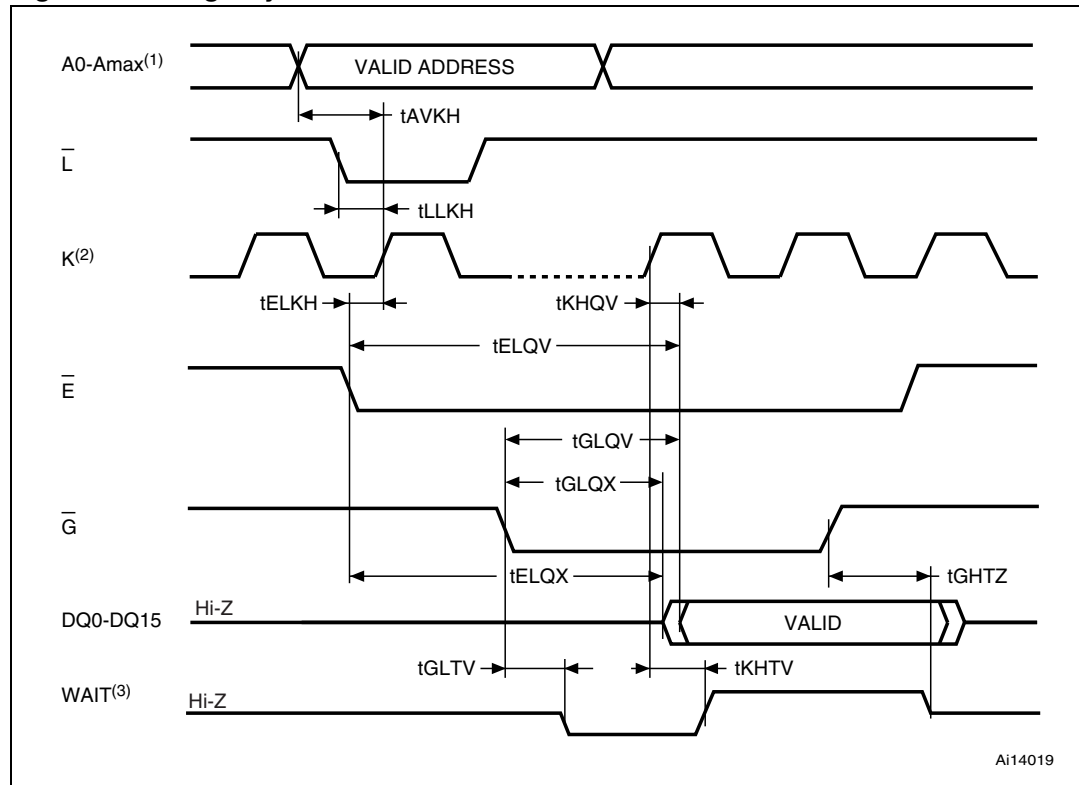 A0-Amax(1)
VALID ADDRESS
tAVKH
L
tLLKH
K(2)
tELKH
tKHQV
tELQV
E
tGLQV
tGLQX
G
tELQX
tGHTZ
DQ0-DQ15
Hi-Z
VALID
tGLTV
tKHTV
WAIT(3)
Hi-Z
Ai14019